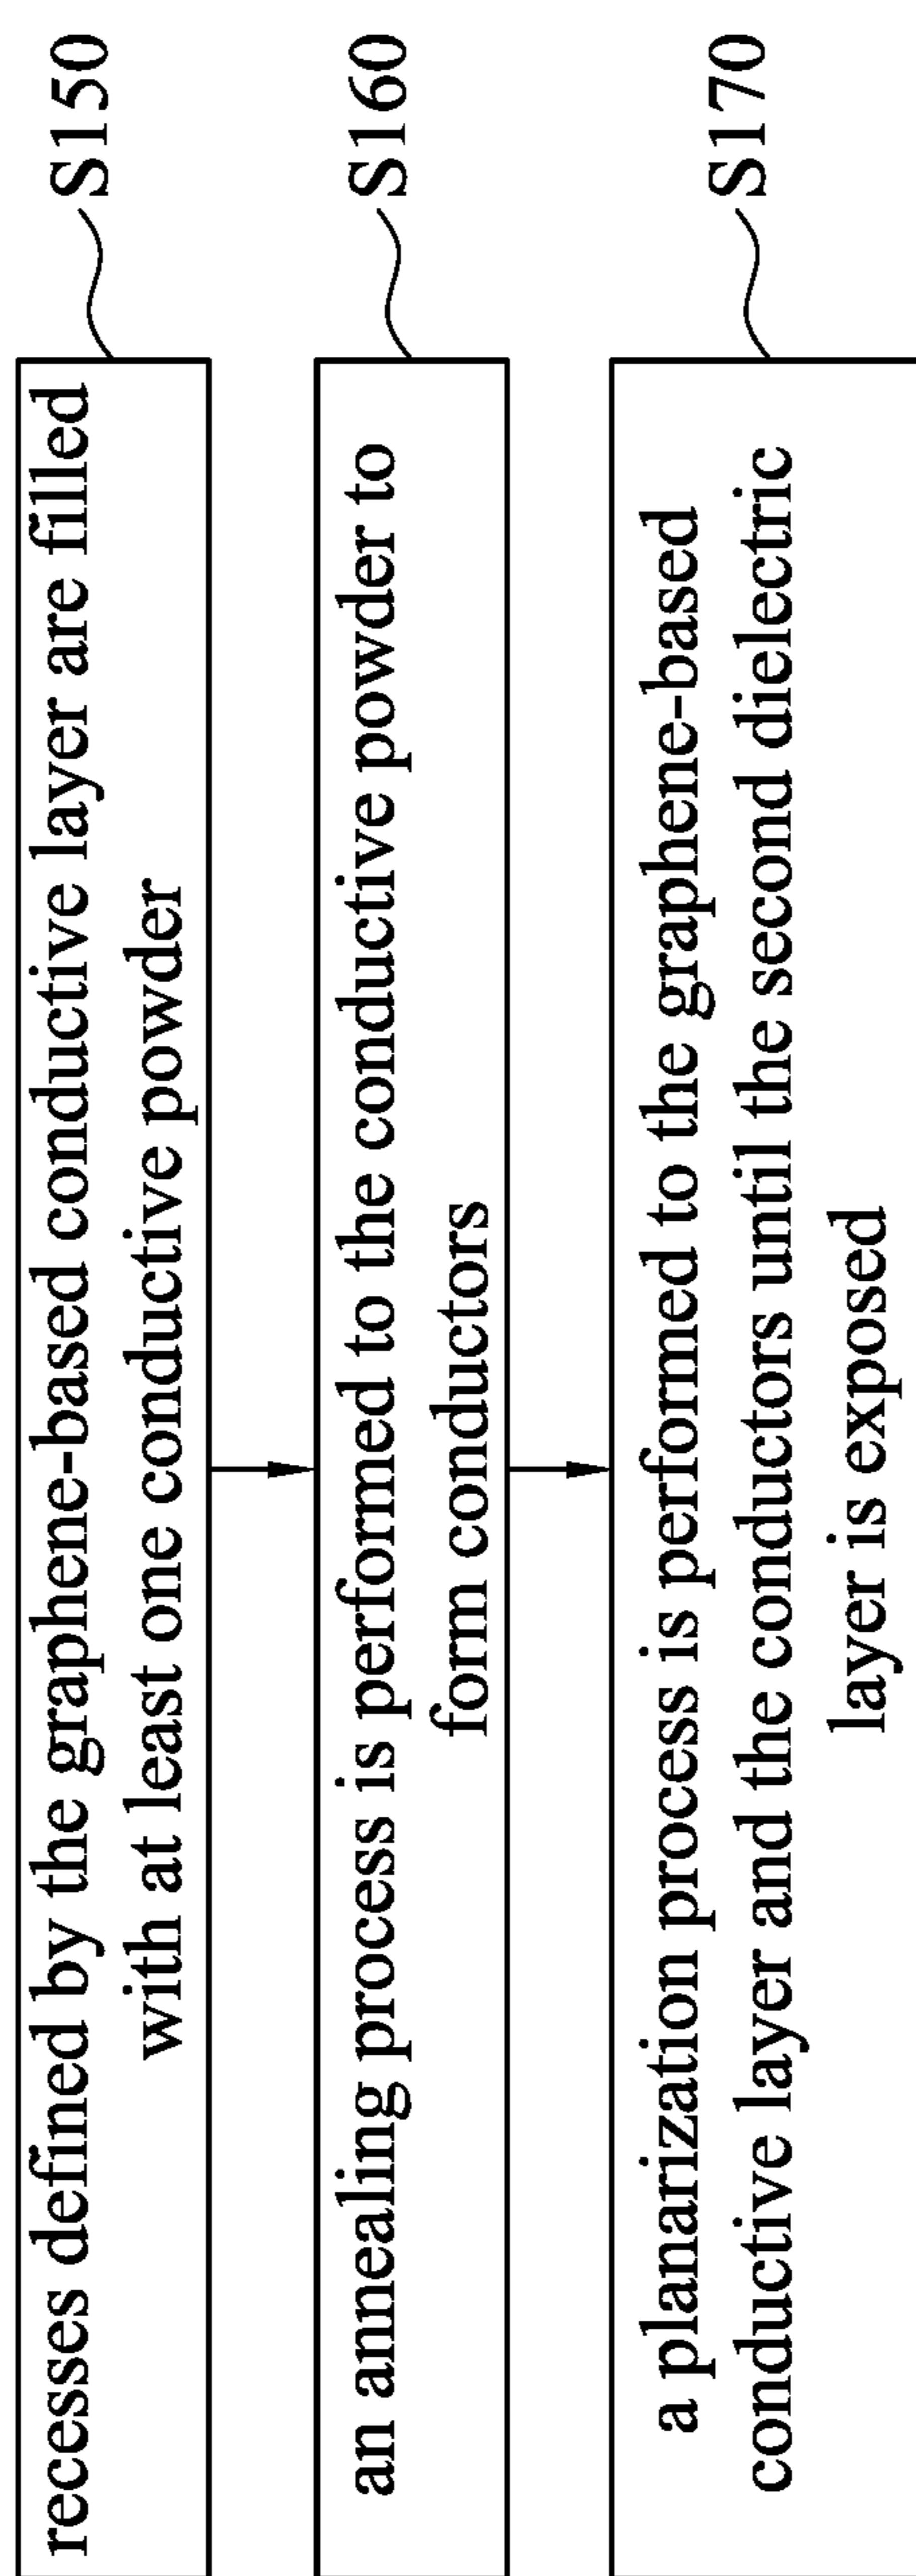 recesses defined by the graphene-based conductive layer are filled
with at least one conductive powder
S150
an annealing process is performed to the conductive powder to
form conductors
S160
a planarization process is performed to the graphene-based
conductive layer and the conductors until the second dielectric
layer is exposed
S170